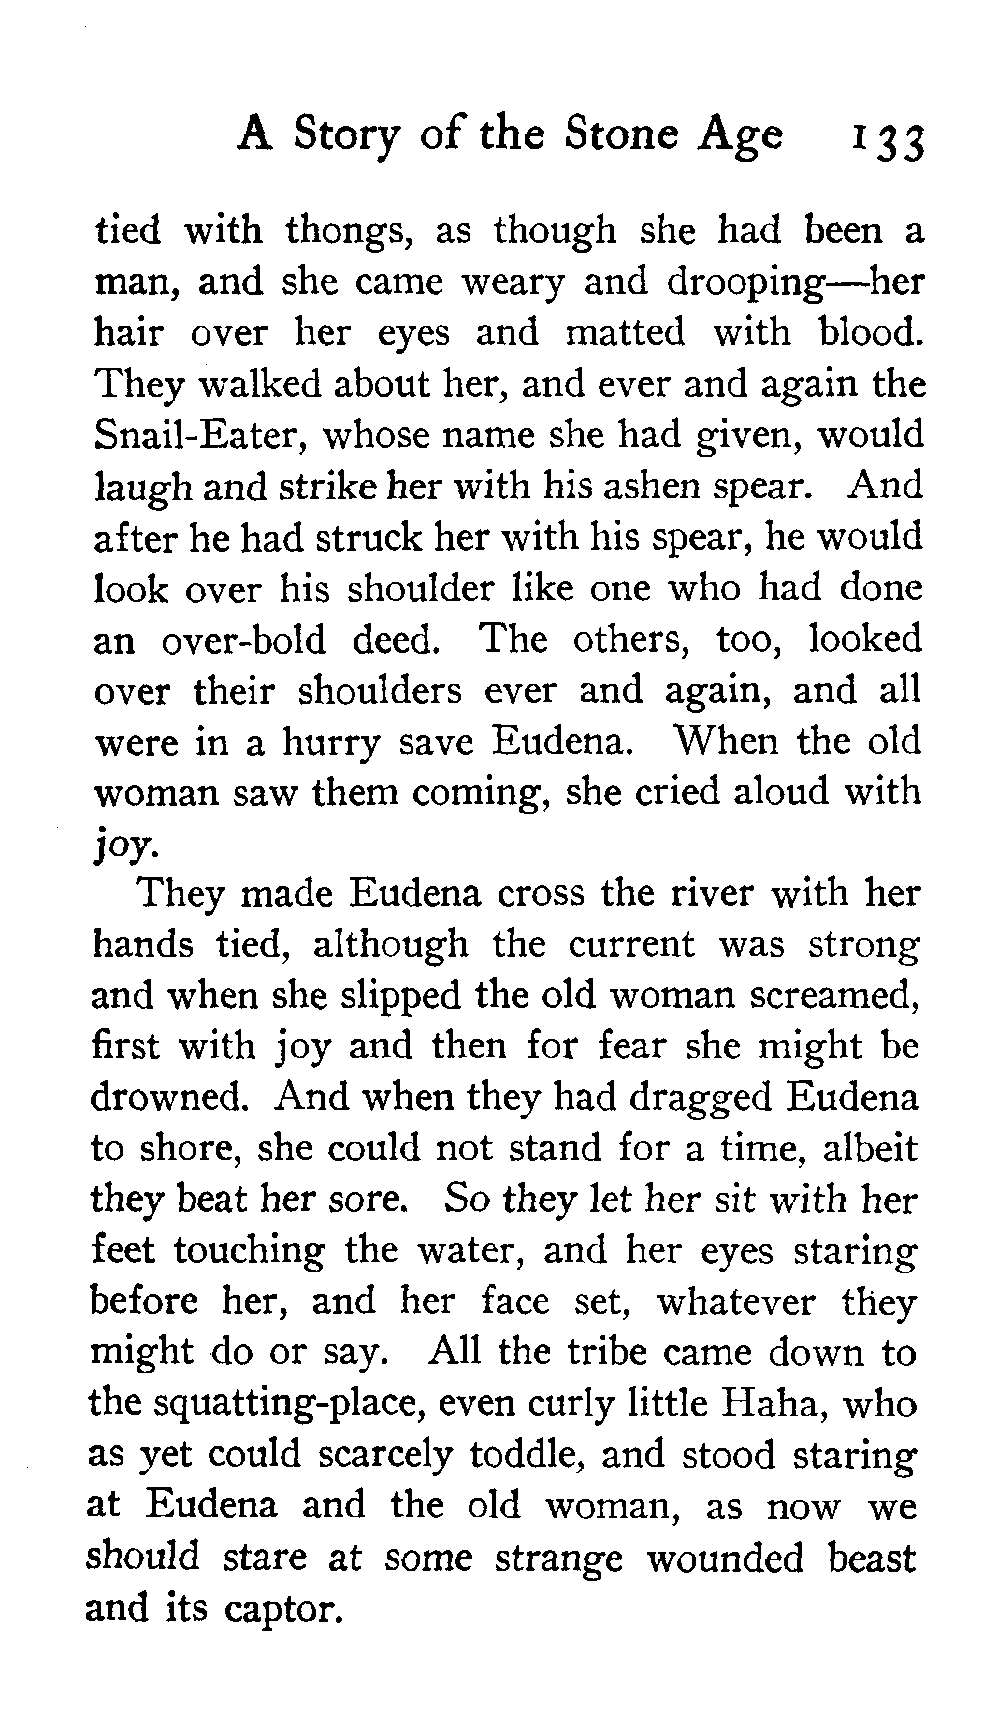 A Story of the Stone Age 133
tied with thongs, as though she had been a
man, and she came weary and drooping—her
hair over her eyes and matted with blood.
They walked about her, and ever and again the
Snail-Eater, whose name she had given, would
laugh and strike her with his ashen spear. And
after he had struck her with his spear, he would
look over his shoulder like one who had done
an over-bold deed. The others, too, looked
over their shoulders ever and again, and all
were in a hurry save Eudena. When the old
woman saw them coming, she cried aloud with
joy.
They made Eudena cross the river with her
hands tied, although the current was strong
and when she slipped the old woman screamed,
first with joy and then for fear she might be
drowned. And when they had dragged Eudena
to shore, she could not stand for a time, albeit
they beat her sore. So they let her sit with her
feet touching the water, and her eyes staring
before her, and her face set, whatever they
might do or say. All the tribe came down to
the squatting-place, even curly little Haha, who
as yet could scarcely toddle, and stood staring
at Eudena and the old woman, as now we
should stare at some strange wounded beast
and its captor.